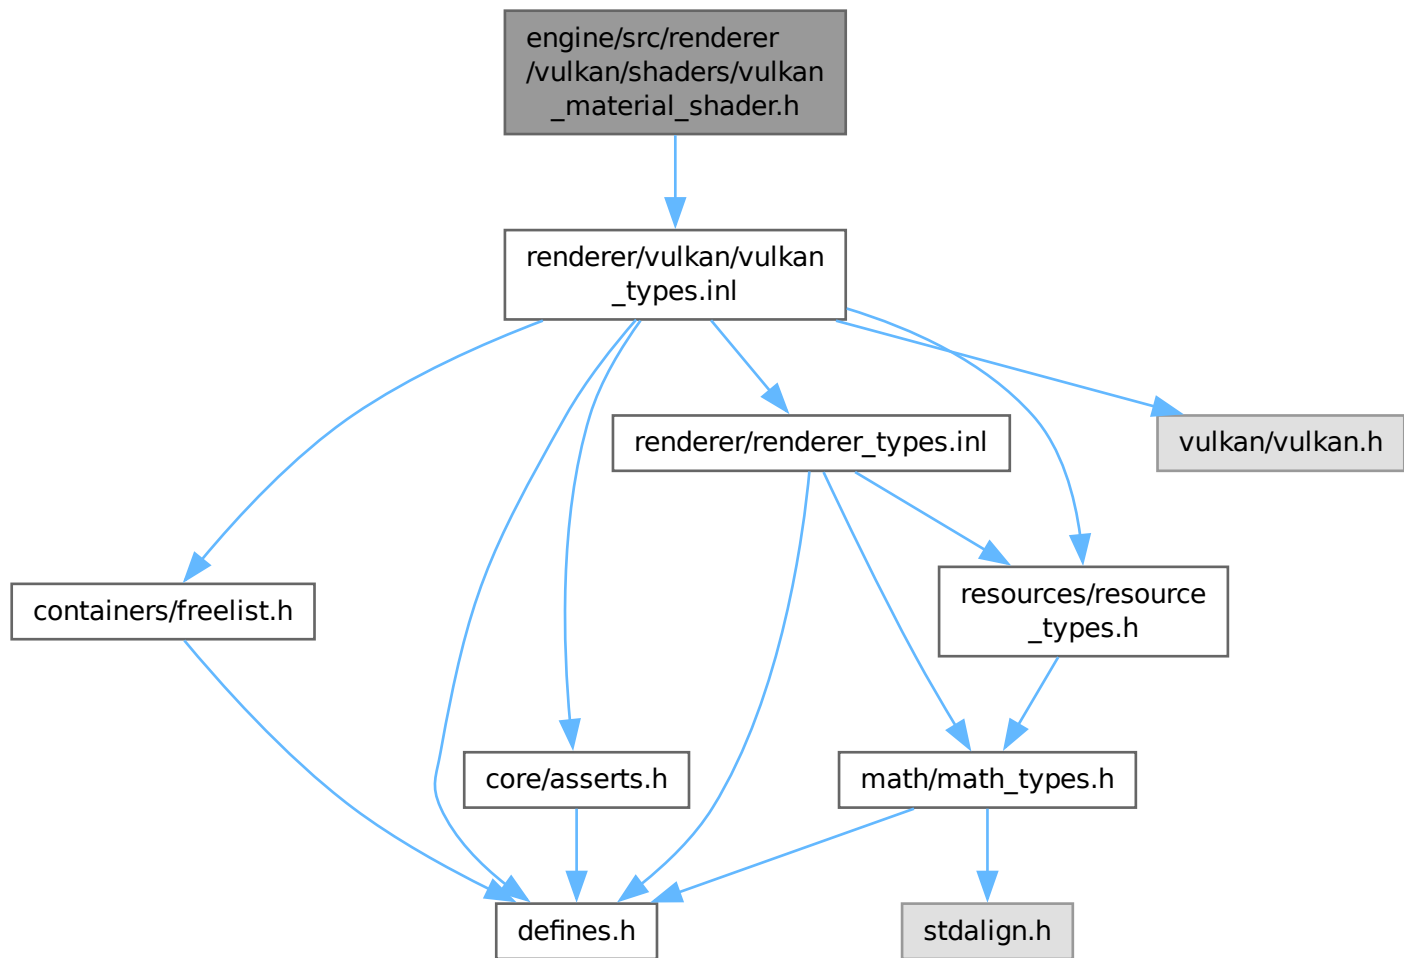 engine/src/renderer
/vulkan/shaders/vulkan
_material_shader.h
renderer/vulkan/vulkan
_types.inl
renderer/renderer_types.inl
vulkan/vulkan.h
containers/freelist.h
resources/resource
_types.h
core/asserts.h
math/math_types.h
defines.h
stdalign.h